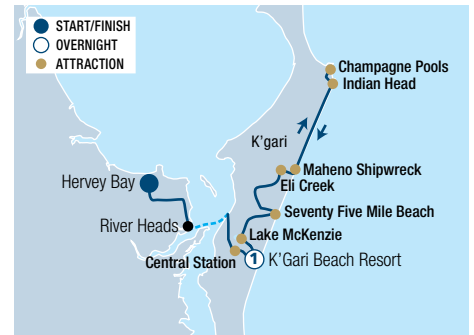 START/FINISH
OVERNIGHT
ATTRACTION
Champagne Pools
Indian Head
K'gari
Maheno Shipwreck
Eli Creek
Hervey Bay
Seventy Five Mile Beach
River Heads
Lake McKenzie
Central Station
1 K'Gari Beach Resort